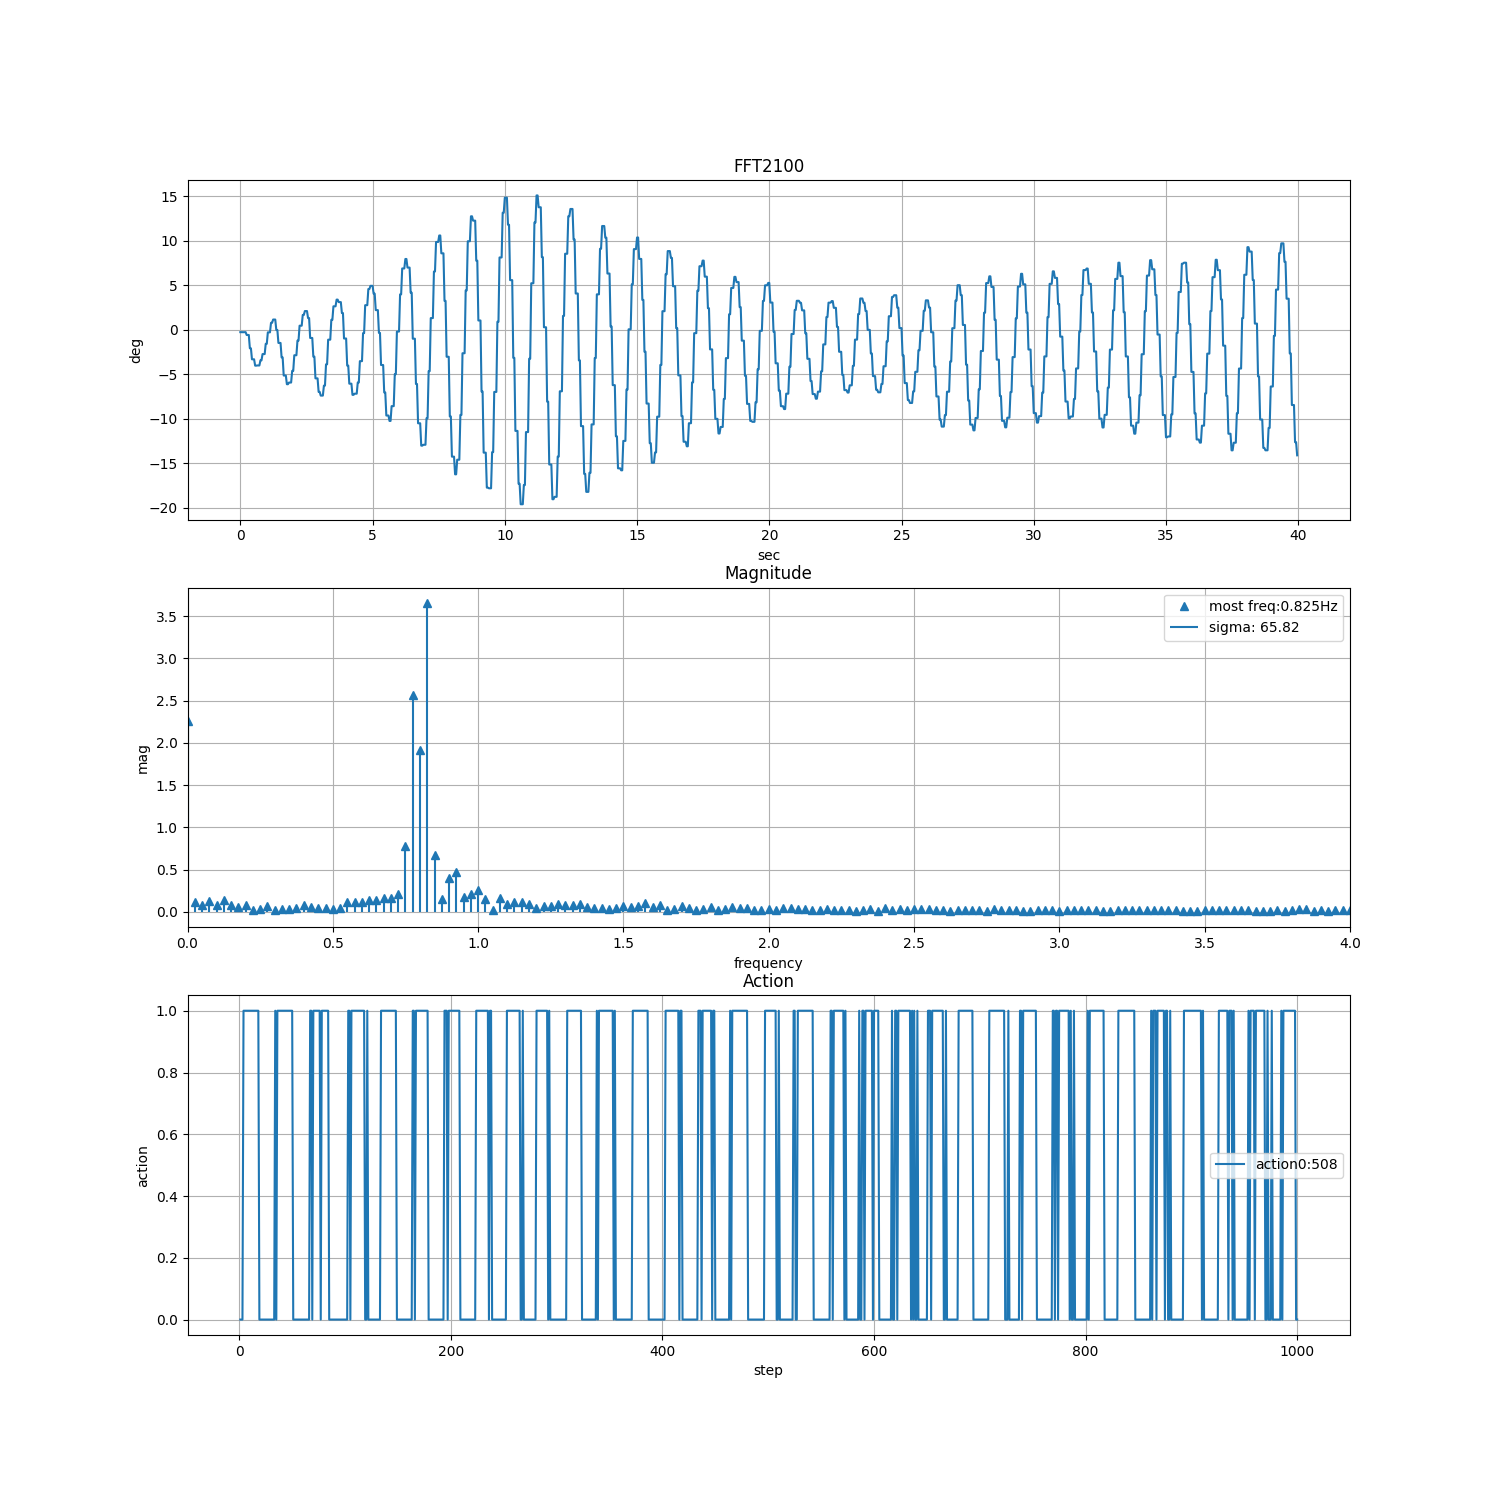 FFT2100
15
10
5
0
−5
−10
−15
−20
deg
0 5 10 15 20 25 30 35 40
sec
Magnitude
3.5
3.0
2.5
2.0
1.5
1.0
0.5
0.0
mag
most freq:0.825Hz
sigma: 65.82
0.0 0.5 1.0 1.5 2.0 2.5 3.0 3.5 4.0
frequency
Action
1.0
0.8
0.6
0.4
0.2
0.0
action
action0:508
0 200 400 600 800 1000
step